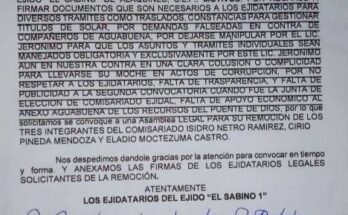 FIRMAR DOCUMENTOS QUE SON NECESARIOS A LOS EJIDATARIOS PARA
DIVERSOS TRAMITES COMO TRASLADOS, CONSTANCIAS PARA GESTIONAR
TITULOS DE SOLAR, POR DEMANDAS FALSEADAS EN CONTRA DE
COMPAÑEROS DE AGUABUENA, POR DEJARSE MANIPULAR POR EL LIC.
JERONIMO PARA QUE LOS ASUNTOS Y TRAMITES INDIVIDUALES SEAN
MANEJADOS OBLIGATORIA Y EXCLUSIVAMENTE POR ESTE LIC. JERONIMO
AUN EN NUESTRA CONTRA EN UNA CLARA COLUSION O COMPLICIDAD
PARA LLEVARSE SU MOCHE EN ACTOS DE CORRUPCION, POR NO
RESPETAR A LOS EJIDATARIOS, FALTA DE TRASPARENCIA Y FALTA DE
PUBLICIDAD A LA SEGUNDA CONVOCATORIA CUANDO FUE LA JUNTA DE
ELECCION DE COMISARIADO EJIDAL, FALTA DE APOYO ECONOMICO AL
ANEXO AGUABUENA DE LOS RECURSOS DEL PUENTE DE DIOS, por lo que
solicitamos se convoque a una Asamblea LEGAL PARA SU REMOCION DE LOS
TRES INTEGRANTES DEL COMISARIADO ISIDRO NETRO RAMIREZ, CIRIO
PINEDA MENDOZA Y ELADIO MOCTEZUMA CASTRO.
Nos despedimos dandole gracias por la atención para convocar en tiempo
y forma. Y ANEXAMOS LAS FIRMAS DE LOS EJIDATARIOS LEGALES
SOLICITANTES DE LA REMOCIÓN.
ATENTAMENTE
LOS EJIDATARIOS DEL EJIDO "EL SABINO 1"